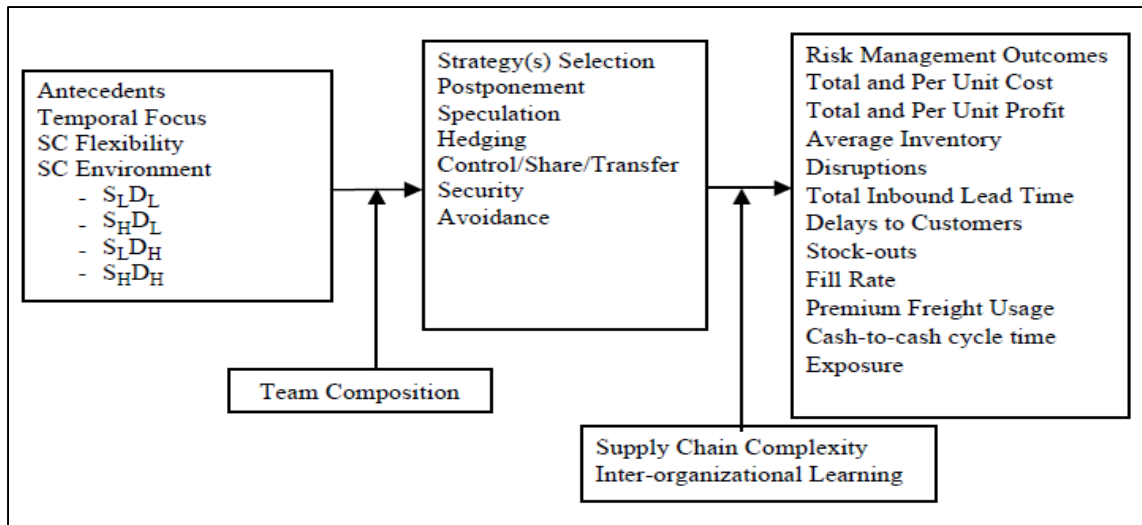 Antecedents
Temporal Focus
SC Flexibility
SC Environment
- SLDL
- SHDL
- SLDH
- SHDH
Strategy(s) Selection
Postponement
Speculation
Hedging
Control/Share/Transfer
Security
Avoidance
Risk Management Outcomes
Total and Per Unit Cost
Total and Per Unit Profit
Average Inventory
Disruptions
Total Inbound Lead Time
Delays to Customers
Stock-outs
Fill Rate
Premium Freight Usage
Cash-to-cash cycle time
Exposure
Team Composition
Supply Chain Complexity
Inter-organizational Learning